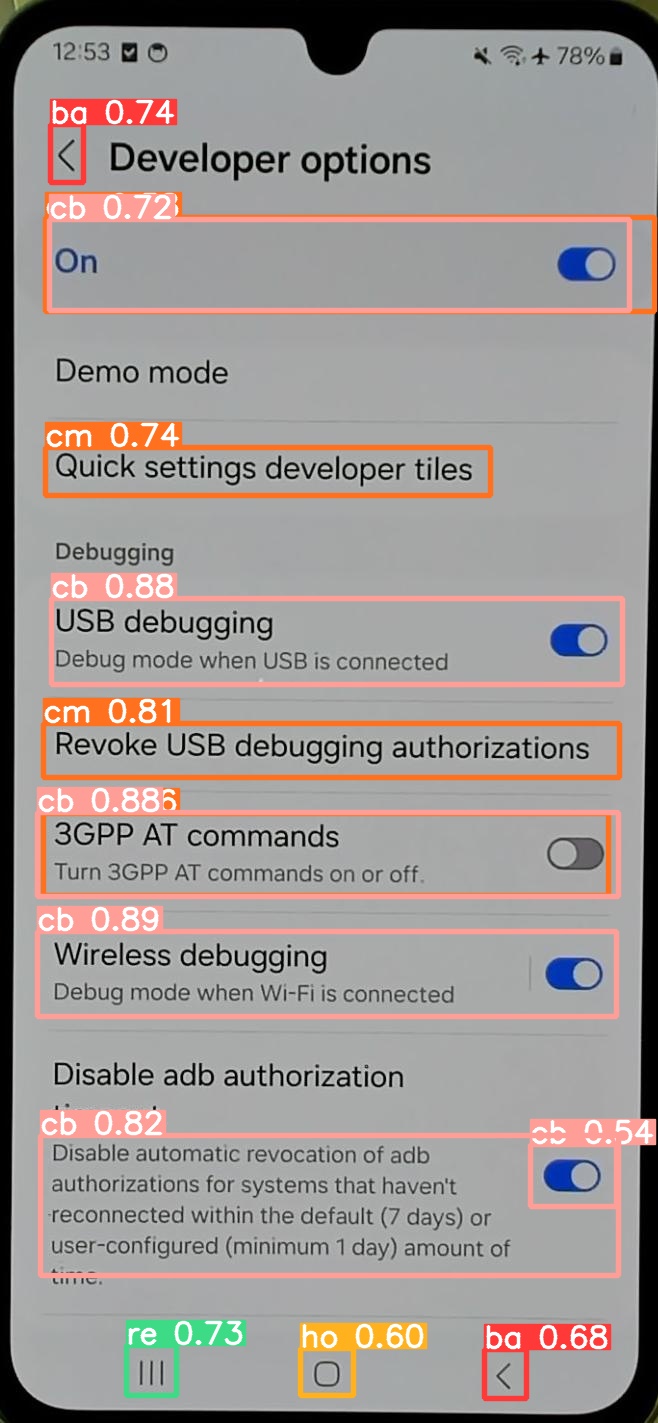 12:53 78%
ba 0.74
Developer options
cb 0.72
On
Demo mode
cm 0.74
Quick settings developer tiles
Debugging
cb 0.88
USB debugging
Debug mode when USB is connected
cm 0.81
Revoke USB debugging authorizations
cb 0.886
3GPP AT commands
Turn 3GPP AT commands on or off.
cb 0.89
Wireless debugging
Debug mode when Wi-Fi is connected
Disable adb authorization
cb 0.82
cb 0.54
Disable automatic revocation of adb
authorizations for systems that haven't
reconnected within the default (7 days) or
user-configured (minimum 1 day) amount of
time.
re 0.73 ho 0.60 ba 0.68